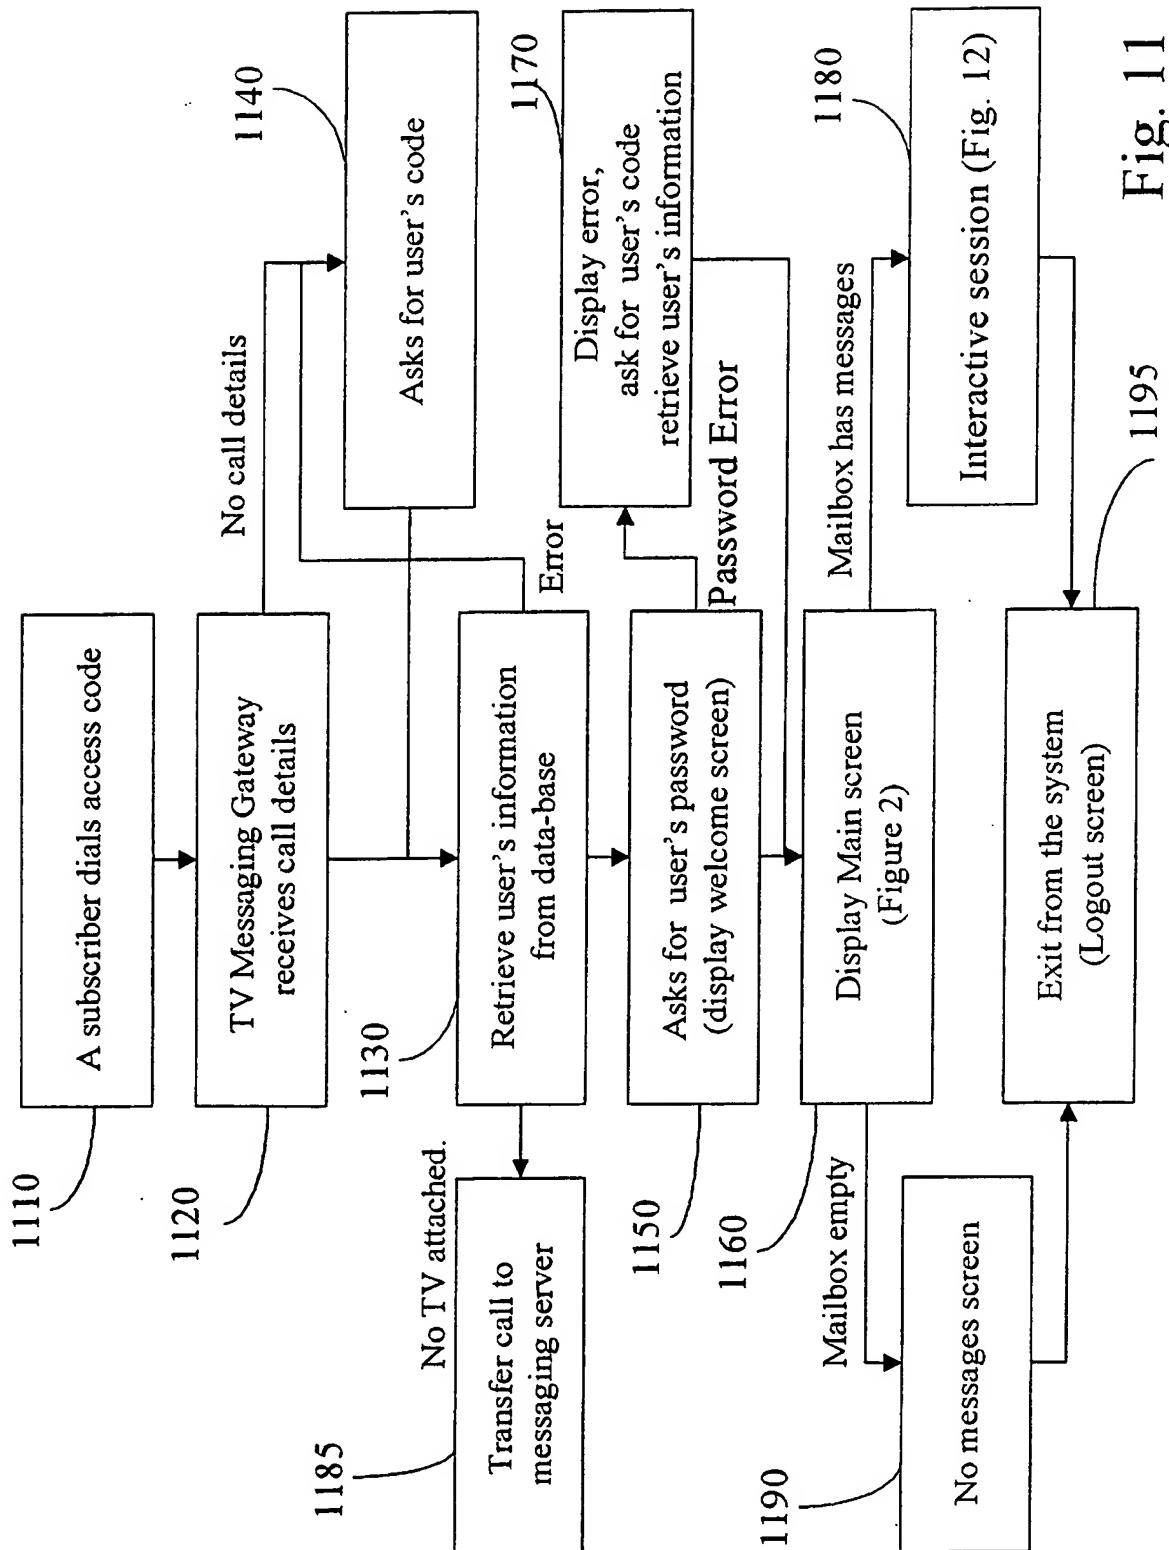 1110
A subscriber dials access code
1120
TV Messaging Gateway
receives call details
No call details
1140
Asks for user's code
1130
Retrieve user's information
from data-base
Error
No TV attached.
1185
Transfer call to
messaging server
1150
Asks for user's password
(display welcome screen)
Password Error
1170
Display error,
ask for user's code
retrieve user's information
1160
Display Main screen
(Figure 2)
Mailbox empty
Mailbox has messages
1190
No messages screen
1180
Interactive session (Fig. 12)
1195
Exit from the system
(Logout screen)
Fig. 11